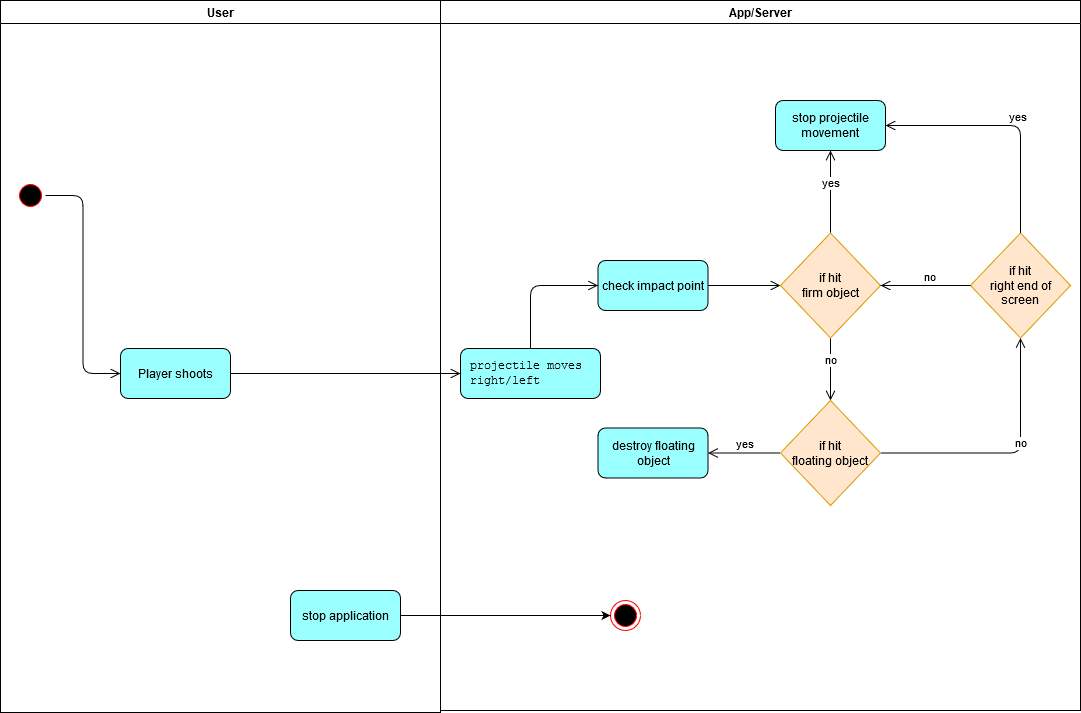 User
App/Server
stop projectile
movement
yes
yes
if hit
firm object
no
if hit
right end of
screen
check impact point
no
projectile moves
right/left
Player shoots
destroy floating
object
yes
if hit
floating object
no
stop application